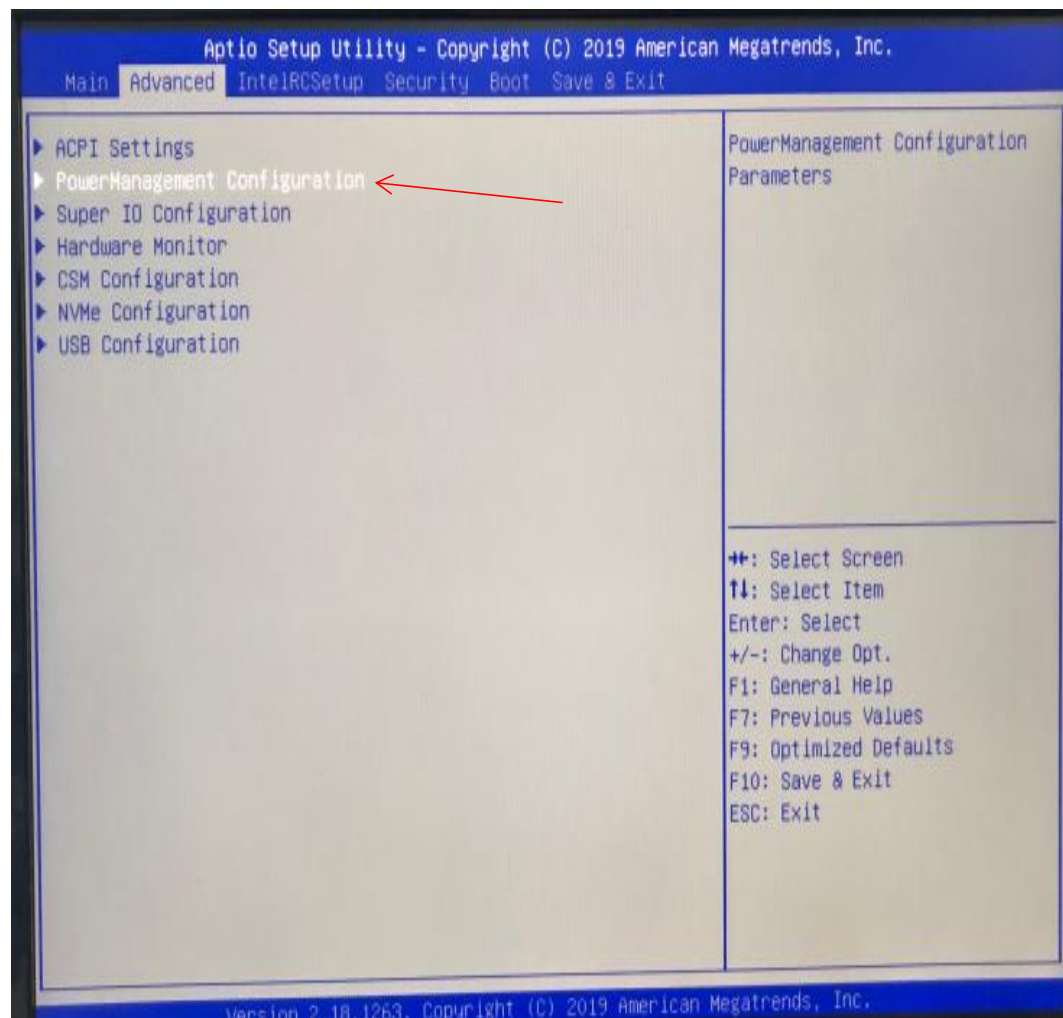 Aptio Setup Utility - Copyright (C) 2019 American Megatrends, Inc.
Main Advanced IntelRCSetup Security Boot Save & Exit
ACPI Settings
PowerManagement Configuration
Super IO Configuration
Hardware Monitor
CSM Configuration
NVMe Configuration
USB Configuration
PowerManagement Configuration
Parameters
→←: Select Screen
↑↓: Select Item
Enter: Select
+/-: Change Opt.
F1: General Help
F7: Previous Values
F9: Optimized Defaults
F10: Save & Exit
ESC: Exit
Version 2.18.1263. Copyright (C) 2019 American Megatrends, Inc.